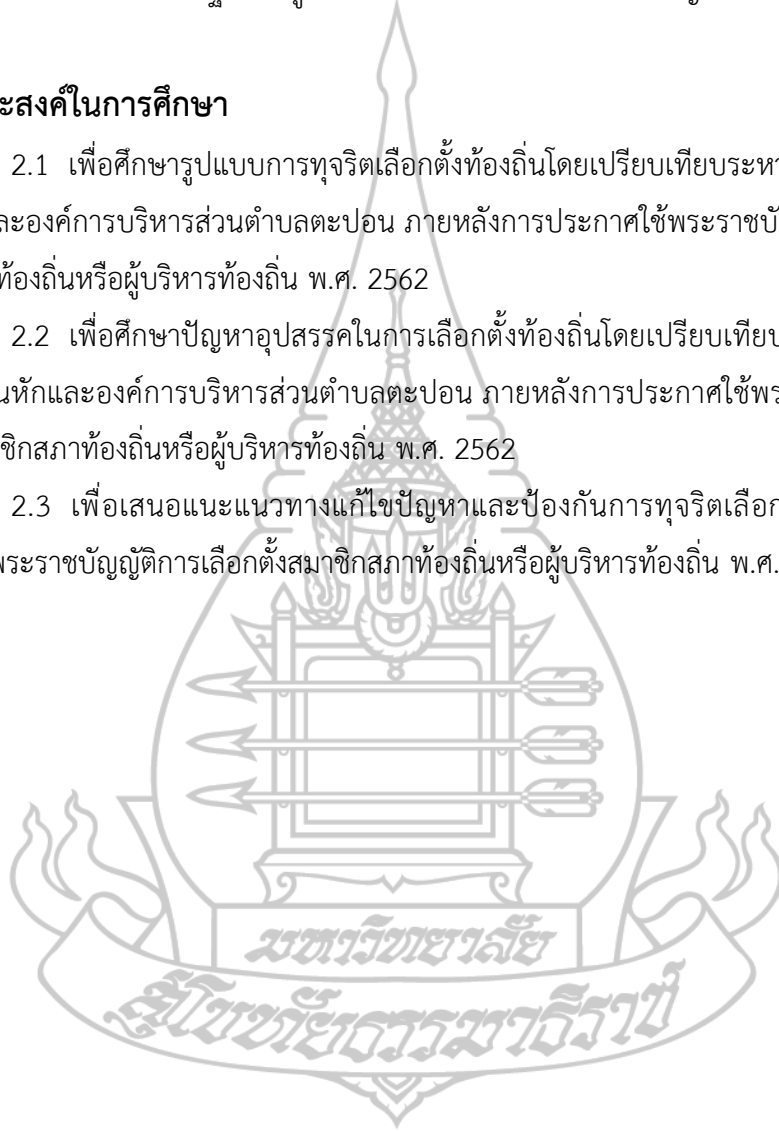 ะสงค์ในการศึกษา
2.1 เพื่อศึกษารูปแบบการทุจริตเลือกตั้งท้องถิ่นโดยเปรียบเทียบระหว
ละองค์การบริหารส่วนตำบลตะปอน ภายหลังการประกาศใช้พระราชบัญ
ท้องถิ่นหรือผู้บริหารท้องถิ่น พ.ศ. 2562
2.2 เพื่อศึกษาปัญหาอุปสรรคในการเลือกตั้งท้องถิ่นโดยเปรียบเทียบ
นหักและองค์การบริหารส่วนตำบลตะปอน ภายหลังการประกาศใช้พร
ชิกสภาท้องถิ่นหรือผู้บริหารท้องถิ่น พ.ศ. 2562
2.3 เพื่อเสนอแนะแนวทางแก้ไขปัญหาและป้องกันการทุจริตเลือก
พระราชบัญญัติการเลือกตั้งสมาชิกสภาท้องถิ่นหรือผู้บริหารท้องถิ่น พ.ศ.
มหาวิทยาลัย
สุโขทัยธรรมาธิราช